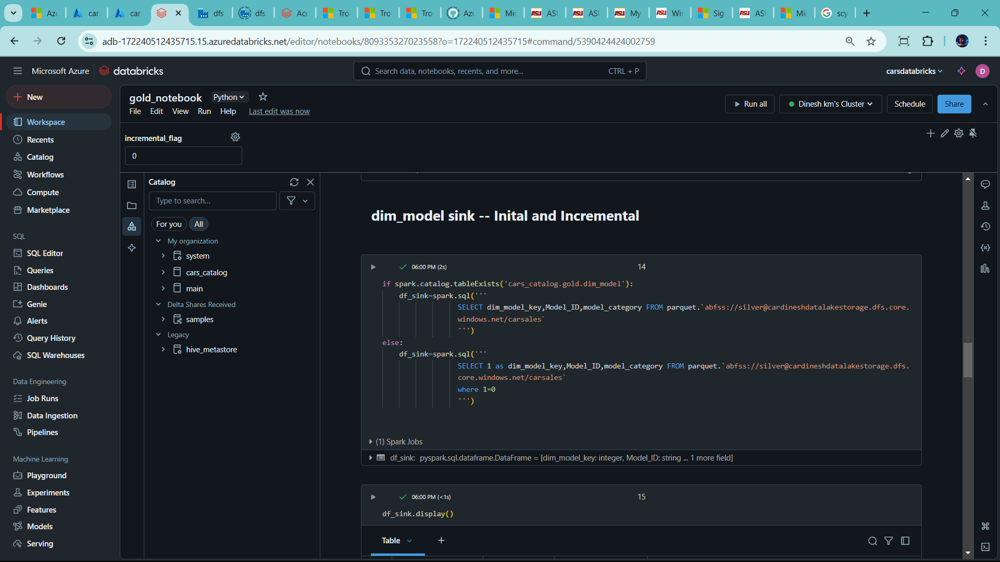 Azu
car
car
dfs
dfs
Acc
Tro
Tro
Tro
Azu
Mic
ASU
ASU
My
Wir
Sig
ASU
Mic
scy
adb-172240512435715.15.azuredatabricks.net/editor/notebooks/809335327023558?o=172240512435715#command/5390424424002759
Microsoft Azure
databricks
Search data, notebooks, recents, and more...
CTRL + P
carsdatabricks
D
New
Workspace
Recents
Catalog
Workflows
Compute
Marketplace
SQL
SQL Editor
Queries
Dashboards
Genie
Alerts
Query History
SQL Warehouses
Data Engineering
Job Runs
Data Ingestion
Pipelines
Machine Learning
Playground
Experiments
Features
Models
Serving
gold_notebook
Python
File Edit View Run Help Last edit was now
Run all
Dinesh km's Cluster
Schedule
Share
incremental_flag
0
Catalog
Type to search...
For you
All
My organization
system
cars_catalog
main
Delta Shares Received
samples
Legacy
hive_metastore
dim_model sink -- Inital and Incremental
06:00 PM (2s)
14
if spark.catalog.tableExists('cars_catalog.gold.dim_model'):
df_sink=spark.sql('''
SELECT dim_model_key,Model_ID,model_category FROM parquet.`abfss://silver@cardineshdatalakestorage.dfs.core.
windows.net/carsales`
''')
else:
df_sink=spark.sql('''
SELECT 1 as dim_model_key,Model_ID,model_category FROM parquet.`abfss://silver@cardineshdatalakestorage.dfs.
core.windows.net/carsales`
where 1=0
''')
(1) Spark Jobs
df_sink: pyspark.sql.dataframe.DataFrame = [dim_model_key: integer, Model_ID: string ... 1 more field]
06:00 PM (<1s)
15
df_sink.display()
Table